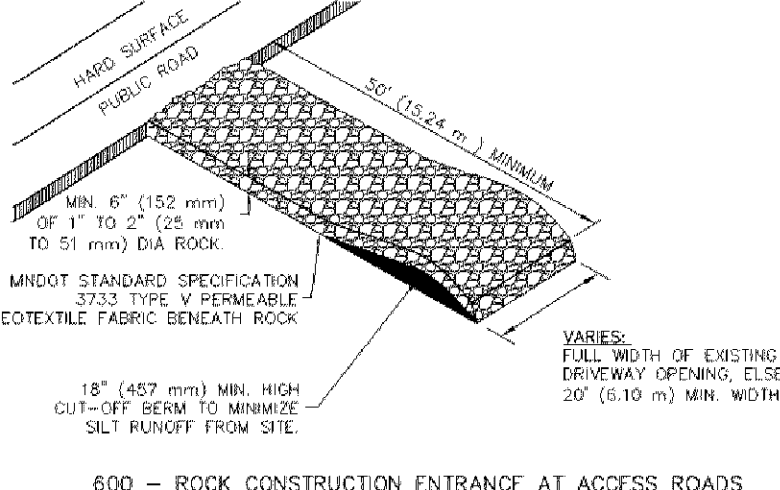 HARD SURFACE
PUBLIC ROAD
50' (15.24 m ) MINIMUM
MIN. 6" (152 mm)
OF 1" TO 2" (25 mm
TO 51 mm) DIA ROCK.
MNDOT STANDARD SPECIFICATION
3733 TYPE V PERMEABLE
EOTEXTILE FABRIC BENEATH ROCK
18" (457 mm) MIN. HIGH
CUT-OFF BERM TO MINIMIZE
SILT RUNOFF FROM SITE.
VARIES:
FULL WIDTH OF EXISTING
DRIVEWAY OPENING, ELSE
20" (6.10 m) MIN. WIDTH
600 – ROCK CONSTRUCTION ENTRANCE AT ACCESS ROADS